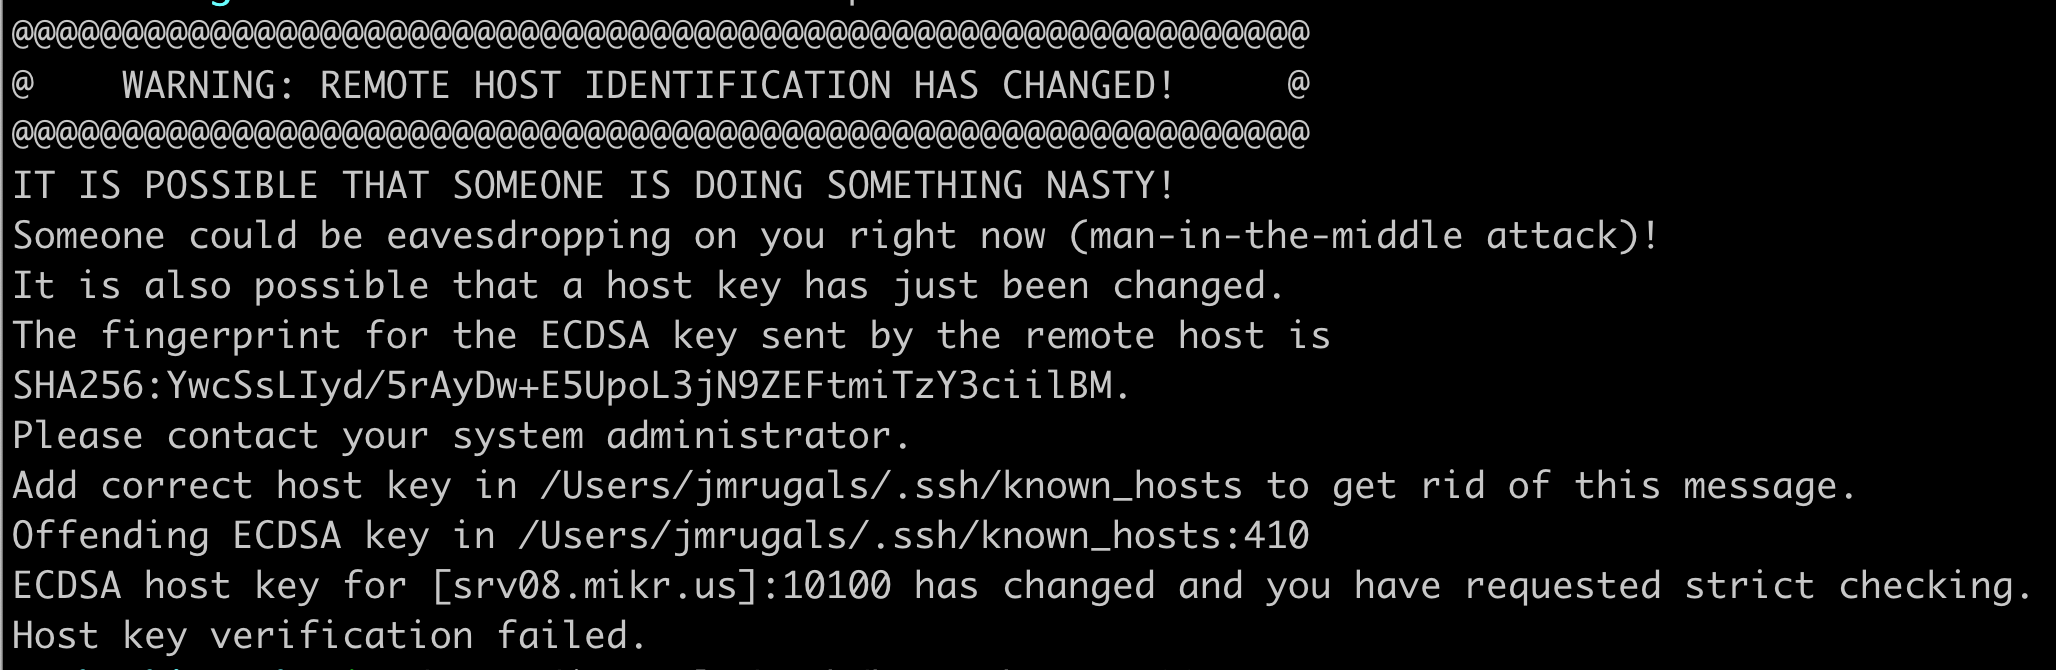 @@@@@@@@@@@@@@@@@@@@@@@@@@@@@@@@@@@@@@@@@@@@@@@@@@@@@@@@@@@
@    WARNING: REMOTE HOST IDENTIFICATION HAS CHANGED!     @
@@@@@@@@@@@@@@@@@@@@@@@@@@@@@@@@@@@@@@@@@@@@@@@@@@@@@@@@@@@
IT IS POSSIBLE THAT SOMEONE IS DOING SOMETHING NASTY!
Someone could be eavesdropping on you right now (man-in-the-middle attack)!
It is also possible that a host key has just been changed.
The fingerprint for the ECDSA key sent by the remote host is
SHA256:YwcSsLIyd/5rAyDw+E5UpoL3jN9ZEFtmiTzY3ciilBM.
Please contact your system administrator.
Add correct host key in /Users/jmrugals/.ssh/known_hosts to get rid of this message.
Offending ECDSA key in /Users/jmrugals/.ssh/known_hosts:410
ECDSA host key for [srv08.mikr.us]:10100 has changed and you have requested strict checking.
Host key verification failed.